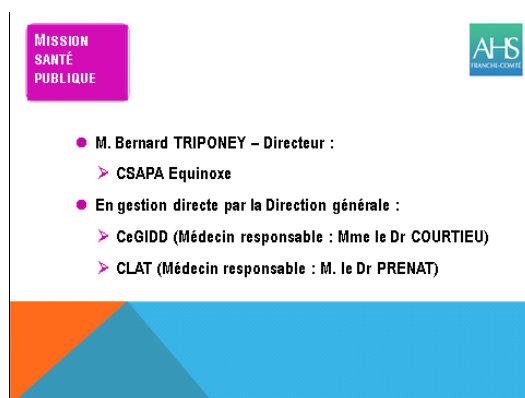 MISSION
SANTÉ
PUBLIQUE
AHS
FRANCHE-COMTÉ
M. Bernard TRIPONEY – Directeur :
CSAPA Equinoxe
En gestion directe par la Direction générale :
CeGIDD (Médecin responsable : Mme le Dr COURTIEU)
CLAT (Médecin responsable : M. le Dr PRENAT)